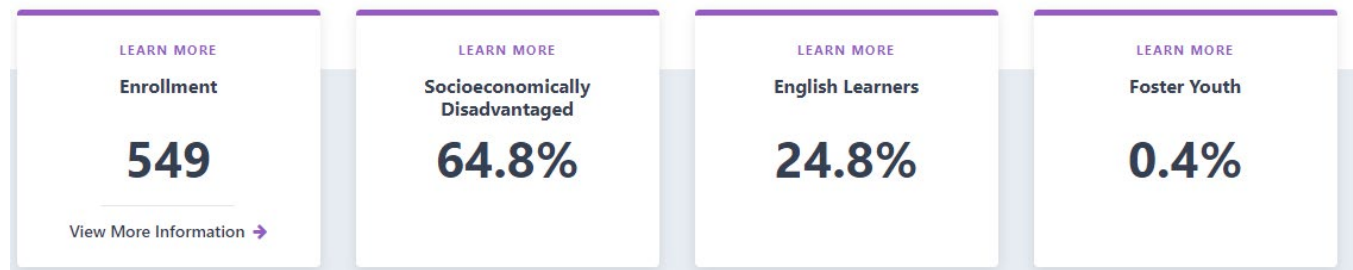 LEARN MORE
Enrollment
549
View More Information
LEARN MORE
Socioeconomically
Disadvantaged
64.8%
LEARN MORE
English Learners
24.8%
LEARN MORE
Foster Youth
0.4%